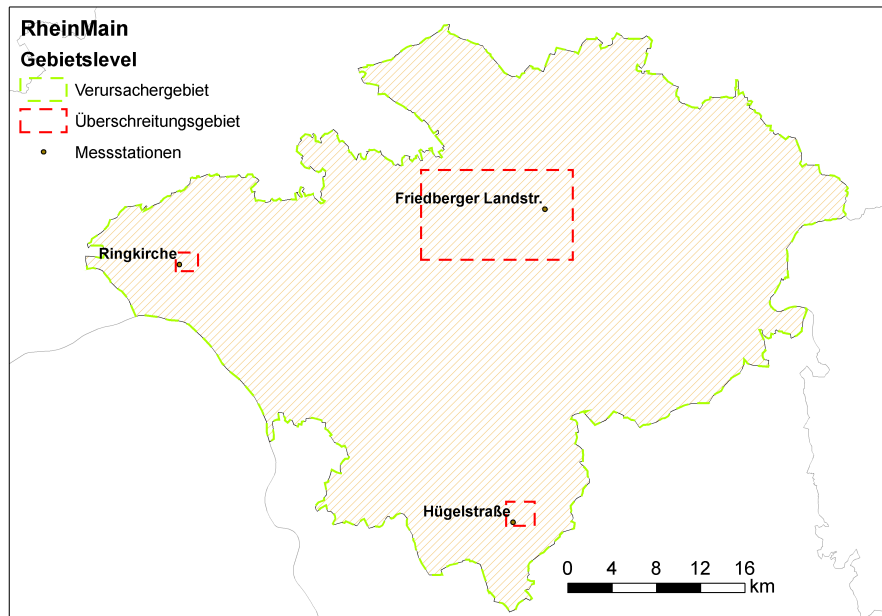 RheinMain
Gebietslevel
Verursachergebiet
Überschreitungsgebiet
Messstationen
Friedberger Landstr.
Ringkirche
Hügelstraße
0 4 8 12 16
km